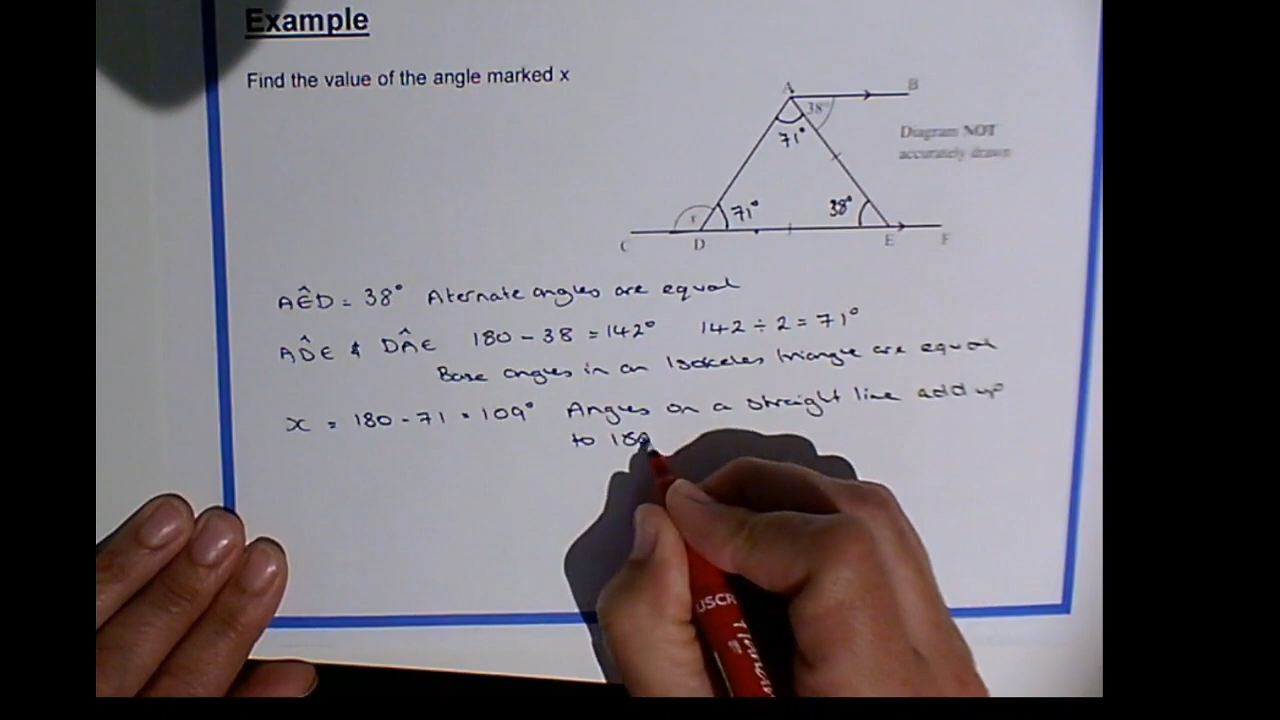 Example
Find the value of the angle marked x
A
B
38°
Diagram NOT
accurately drawn
71°
71°
38°
x
C
D
E
F
AÊD = 38° Aternate angles are equal
AD̂E & DÂE 180 - 38 = 142° 142 ÷ 2 = 71°
Base angles in an Isosceles triangle are equal
x = 180 - 71 = 109° Angles on a straight line add up
to 180
USCR